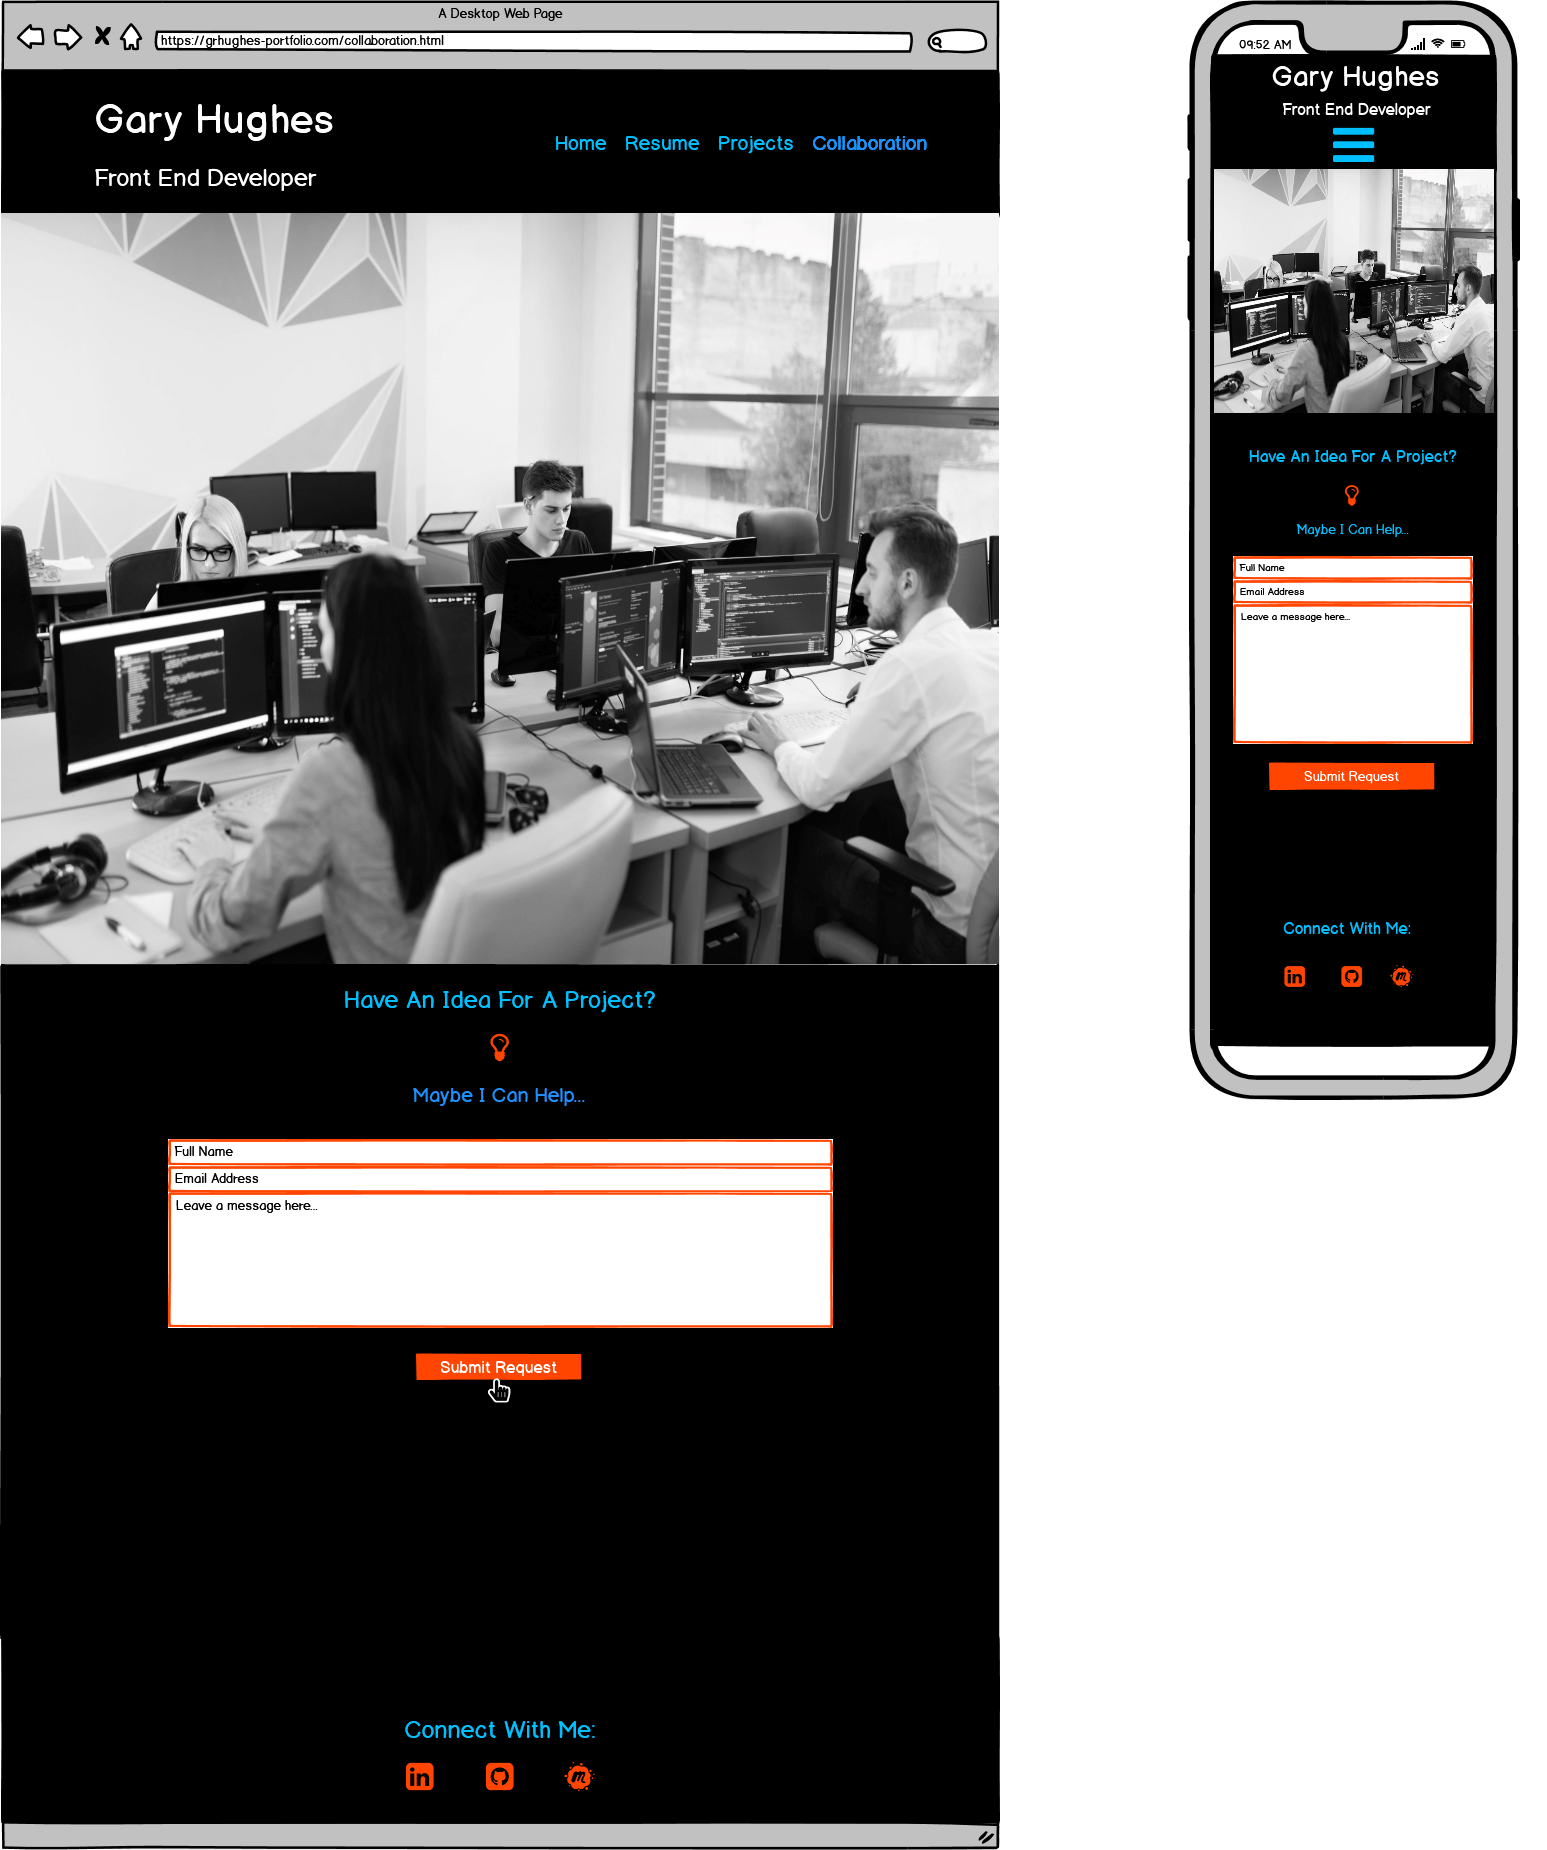 A Desktop Web Page
https://grhughes-portfolio.com/collaboration.html
Gary Hughes
Home Resume Projects Collaboration
Front End Developer
Have An Idea For A Project?
Maybe I Can Help...
Full Name
Email Address
Leave a message here...
Submit Request
Connect With Me:
in
m
09:52 AM
Gary Hughes
Front End Developer
Have An Idea For A Project?
Maybe I Can Help...
Full Name
Email Address
Leave a message here...
Submit Request
Connect With Me:
in
m